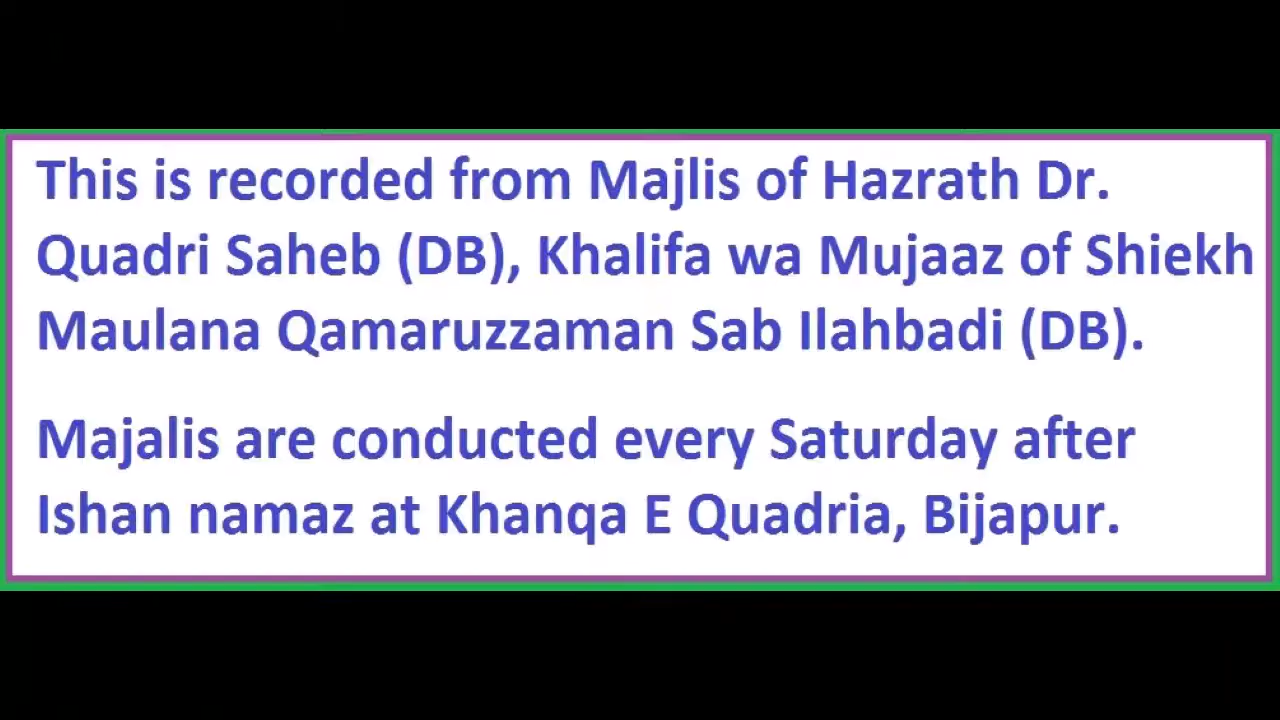 This is recorded from Majlis of Hazrath Dr.
Quadri Saheb (DB), Khalifa wa Mujaaz of Shiekh
Maulana Qamaruzzaman Sab Ilahbadi (DB).
Majalis are conducted every Saturday after
Ishan namaz at Khanqa E Quadria, Bijapur.